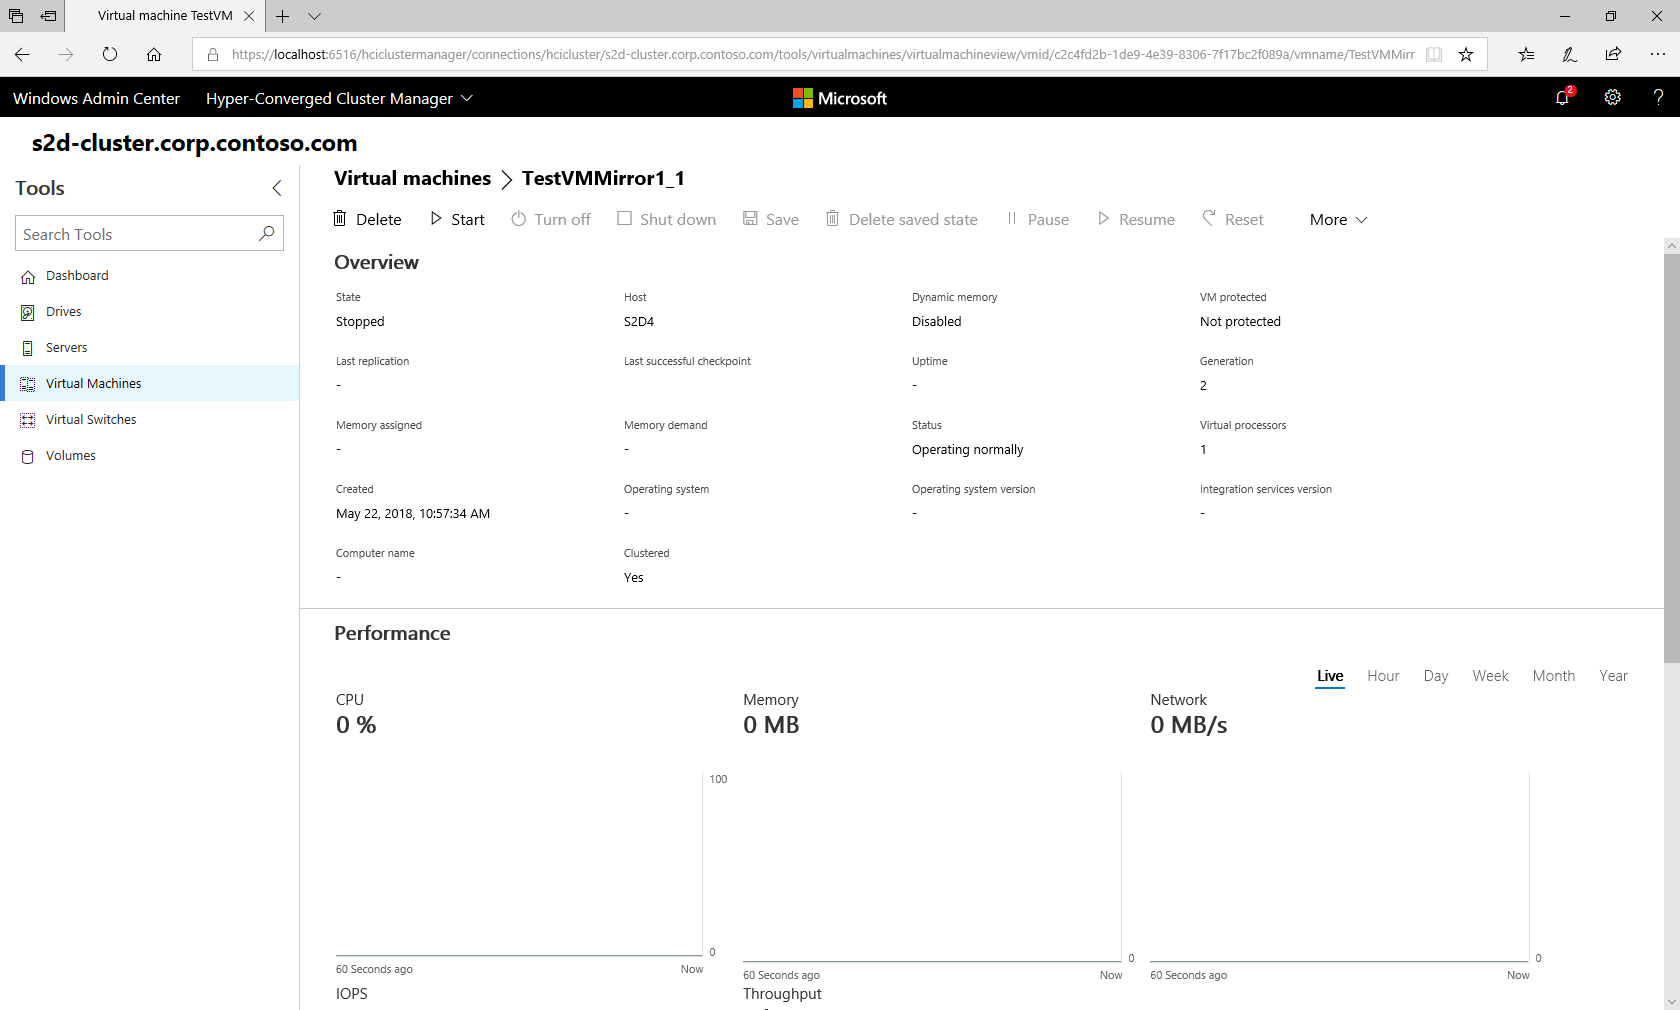 Virtual machine TestVM
https://localhost:6516/hciclustermanager/connections/hcicluster/s2d-cluster.corp.contoso.com/tools/virtualmachines/virtualmachineview/vmid/c2c4fd2b-1de9-4e39-8306-7f17bc2f089a/vmname/TestVMMirr
Windows Admin Center Hyper-Converged Cluster Manager Microsoft 2 ?
s2d-cluster.corp.contoso.com
Tools
Search Tools
Dashboard
Drives
Servers
Virtual Machines
Virtual Switches
Volumes
Virtual machines > TestVMMirror1_1
Delete Start Turn off Shut down Save Delete saved state Pause Resume Reset More
Overview
State Host Dynamic memory VM protected
Stopped S2D4 Disabled Not protected
Last replication Last successful checkpoint Uptime Generation
- - 2
Memory assigned Memory demand Status Virtual processors
- - Operating normally 1
Created Operating system Operating system version Integration services version
May 22, 2018, 10:57:34 AM - - -
Computer name Clustered
- Yes
Performance
Live Hour Day Week Month Year
CPU Memory Network
0 % 0 MB 0 MB/s
100
0 0 0
60 Seconds ago Now 60 Seconds ago Now 60 Seconds ago Now
IOPS Throughput